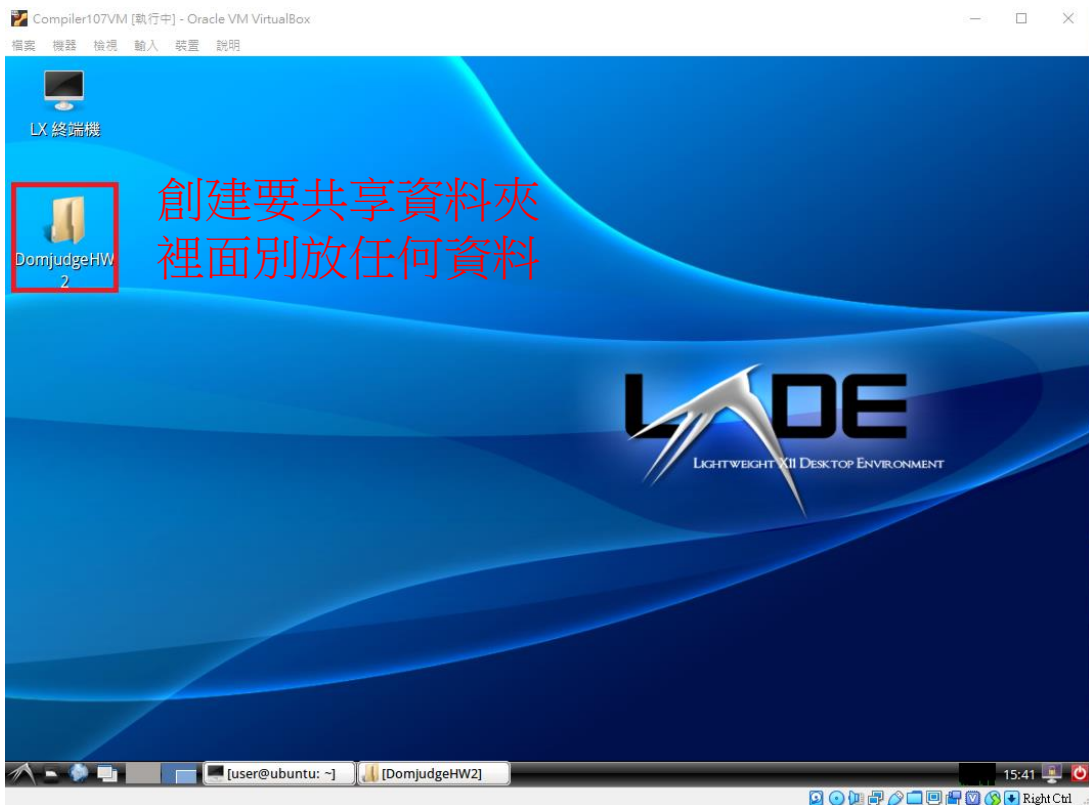 Compiler107VM [執行中] - Oracle VM VirtualBox
檔案 機器 檢視 輸入 裝置 說明
LX 終端機
創建要共享資料夾
裡面別放任何資料
DomjudgeHW
2
LXDE
LIGHTWEIGHT X11 DESKTOP ENVIRONMENT
[user@ubuntu: ~] [DomjudgeHW2] 15:41
Right Ctrl